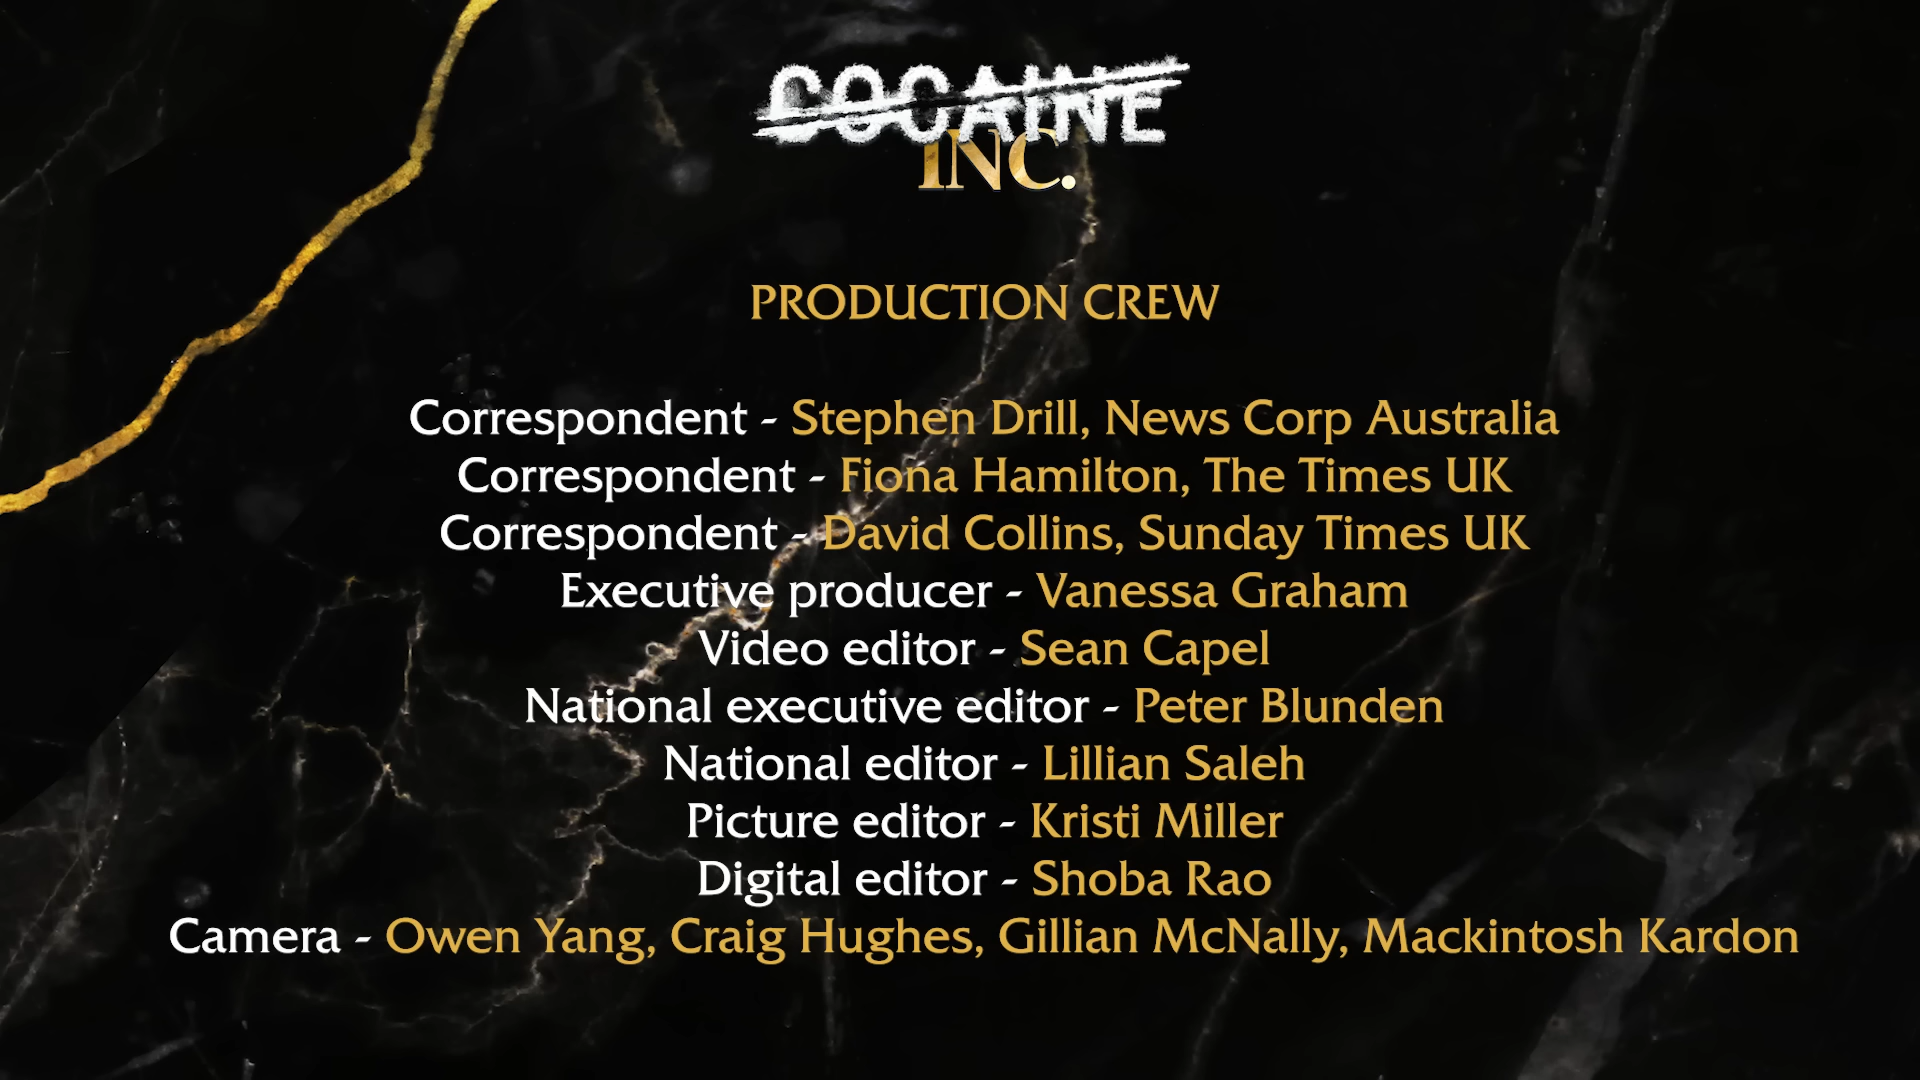 COCAINE
INC.
PRODUCTION CREW
Correspondent - Stephen Drill, News Corp Australia
Correspondent - Fiona Hamilton, The Times UK
Correspondent - David Collins, Sunday Times UK
Executive producer - Vanessa Graham
Video editor - Sean Capel
National executive editor - Peter Blunden
National editor - Lillian Saleh
Picture editor - Kristi Miller
Digital editor - Shoba Rao
Camera - Owen Yang, Craig Hughes, Gillian McNally, Mackintosh Kardon